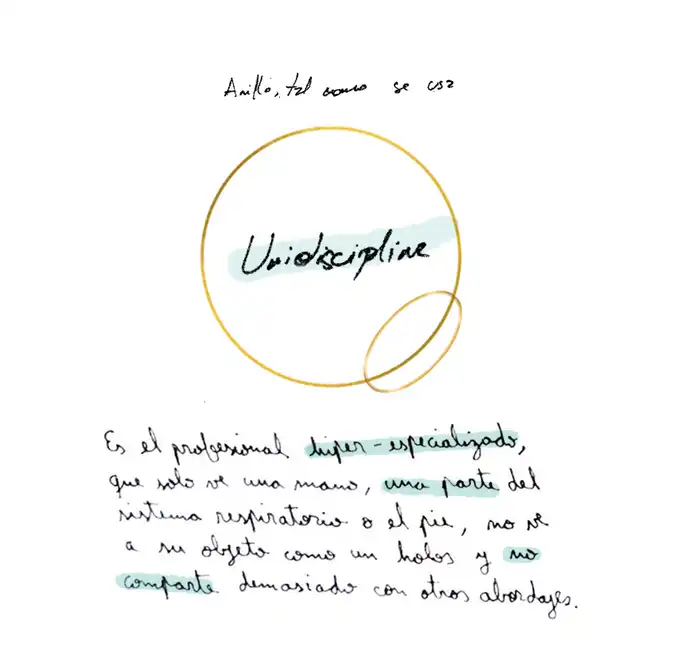 Anillo, tal como se usa
Unidiscipline
Es el profesional hiper-especializado,
que solo ve una mano, una parte del
sistema respiratorio o el pie, no ve
a su objeto como un holos y no
comparte demasiado con otros abordajes.